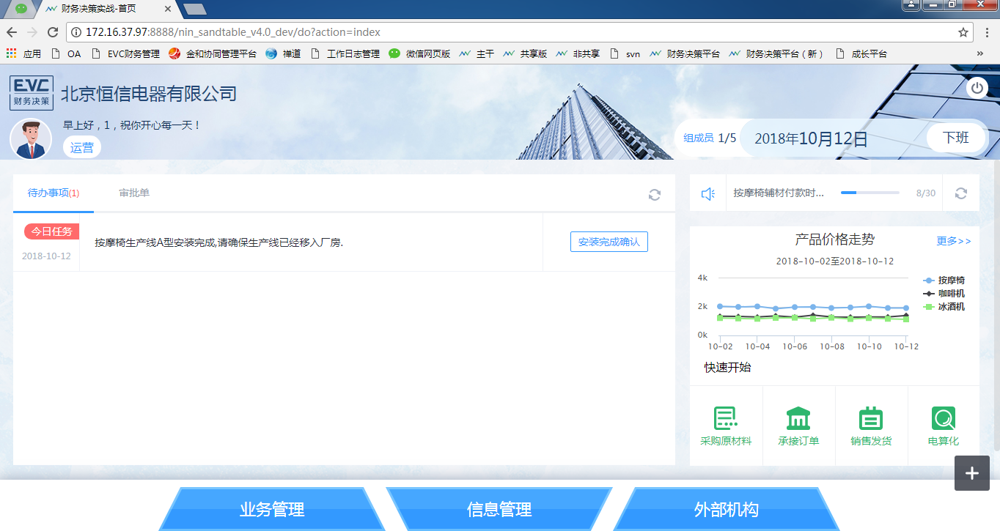 财务决策实战-首页
172.16.37.97:8888/nin_sandtable_v4.0_dev/do?action=index
应用 OA EVC财务管理 金和协同管理平台 禅道 工作日志管理 微信网页版 主干 共享版 非共享 svn 财务决策平台 财务决策平台（新） 成长平台 »
EVC
财务决策
北京恒信电器有限公司
早上好，1，祝你开心每一天！
运营
组成员 1/5 2018年10月12日 下班
待办事项(1) 审批单
今日任务
2018-10-12
按摩椅生产线A型安装完成,请确保生产线已经移入厂房.
安装完成确认
按摩椅辅材付款时... 8/30
产品价格走势 更多>>
2018-10-02至2018-10-12
4k
2k
0k
10-02 10-04 10-06 10-08 10-10 10-12
按摩椅
咖啡机
冰酒机
快速开始
采购原材料 承接订单 销售发货 电算化
+
业务管理 信息管理 外部机构